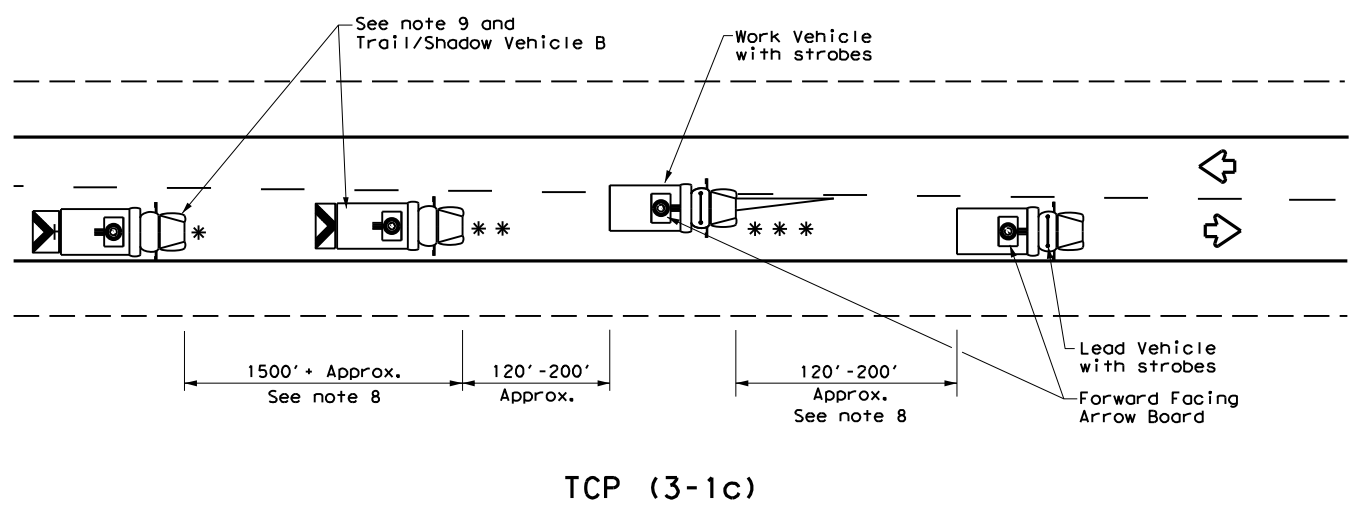 See note 9 and
Trail/Shadow Vehicle B
Work Vehicle
with strobes
*
* *
* * *
1500'+ Approx.
See note 8
120'-200'
Approx.
120'-200'
Approx.
See note 8
Lead Vehicle
with strobes
Forward Facing
Arrow Board
TCP (3-1c)